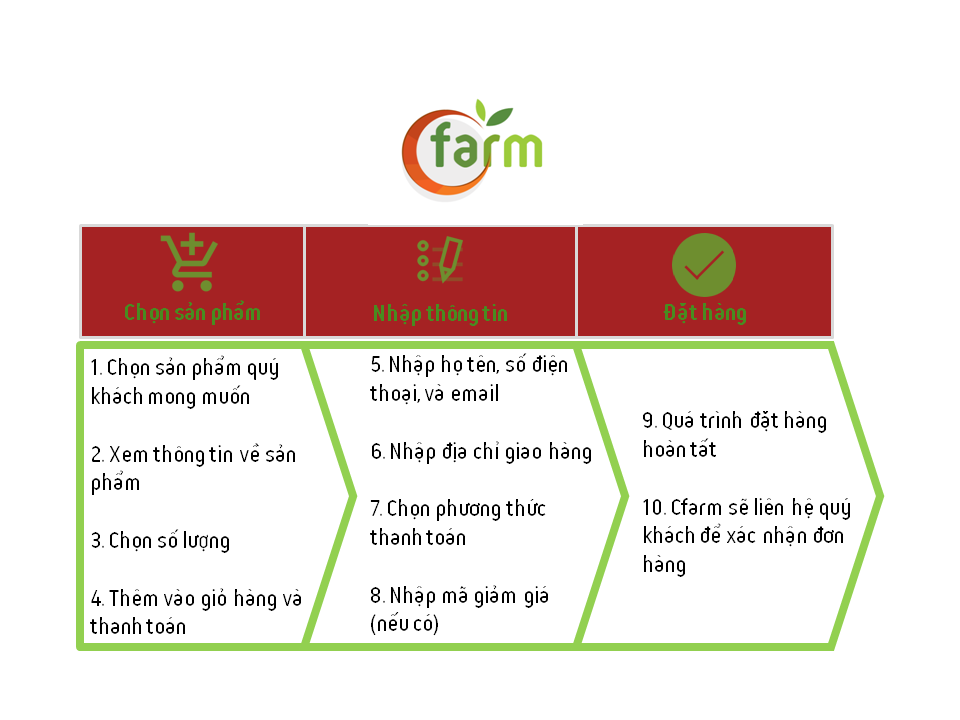 Cfarm
Chọn sản phẩm
Nhập thông tin
Đặt hàng
1. Chọn sản phẩm quý
khách mong muốn
2. Xem thông tin về sản
phẩm
3. Chọn số lượng
4. Thêm vào giỏ hàng và
thanh toán
5. Nhập họ tên, số điện
thoại, và email
6. Nhập địa chỉ giao hàng
7. Chọn phương thức
thanh toán
8. Nhập mã giảm giá
(nếu có)
9. Quá trình đặt hàng
hoàn tất
10. Cfarm sẽ liên hệ quý
khách để xác nhận đơn
hàng